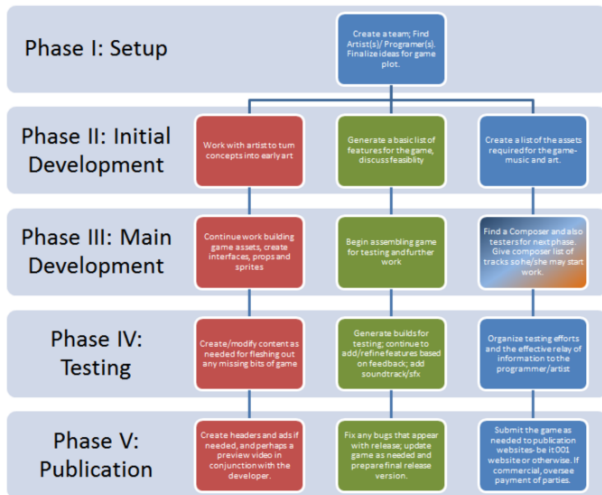 Phase I: Setup
Create a team; Find
Artist(s)/ Programer(s).
Finalize ideas for game
plot.
Phase II: Initial
Development
Work with artist to turn
concepts into early art
Generate a basic list of
features for the game,
discuss feasiblity
Create a list of the assets
required for the game-
music and art.
Phase III: Main
Development
Continue work building
game assets, create
interfaces, props and
sprites
Begin assembling game
for testing and further
work
Find a Composer and also
testers for next phase.
Give composer list of
tracks so he/she may start
work.
Phase IV:
Testing
Create/modify content as
needed for fleshing out
any missing bits of game
Generate builds for
testing; continue to
add/refine features based
on feedback; add
soundtrack/sfx
Organize testing efforts
and the effective relay of
information to the
programmer/artist
Phase V:
Publication
Create headers and ads if
needed, and perhaps a
preview video in
conjunction with the
developer.
Fix any bugs that appear
with release; update
game as needed and
prepare final release
version.
Submit the game as
needed to publication
websites- be it 001
website or otherwise. If
commercial, oversee
payment of parties.